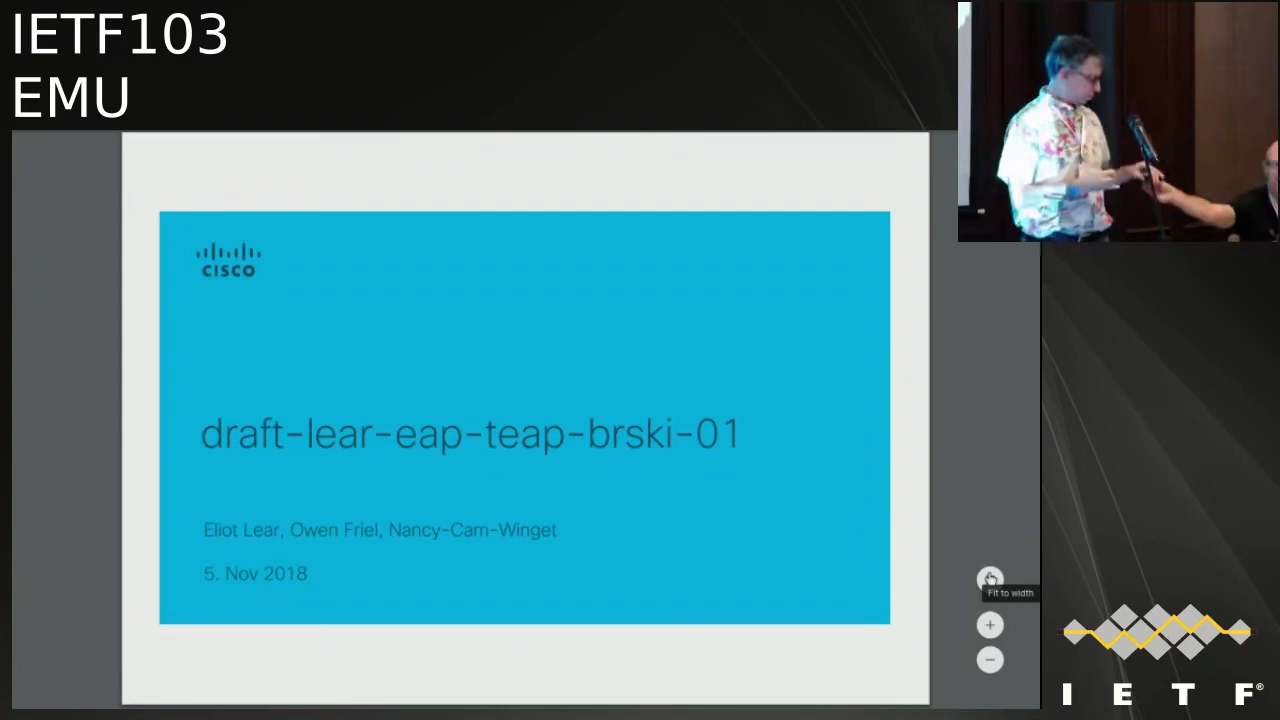 IETF103
EMU
CISCO
draft-lear-eap-teap-brski-01
Eliot Lear, Owen Friel, Nancy-Cam-Winget
5. Nov 2018
Fit to width
+
−
I E T F®